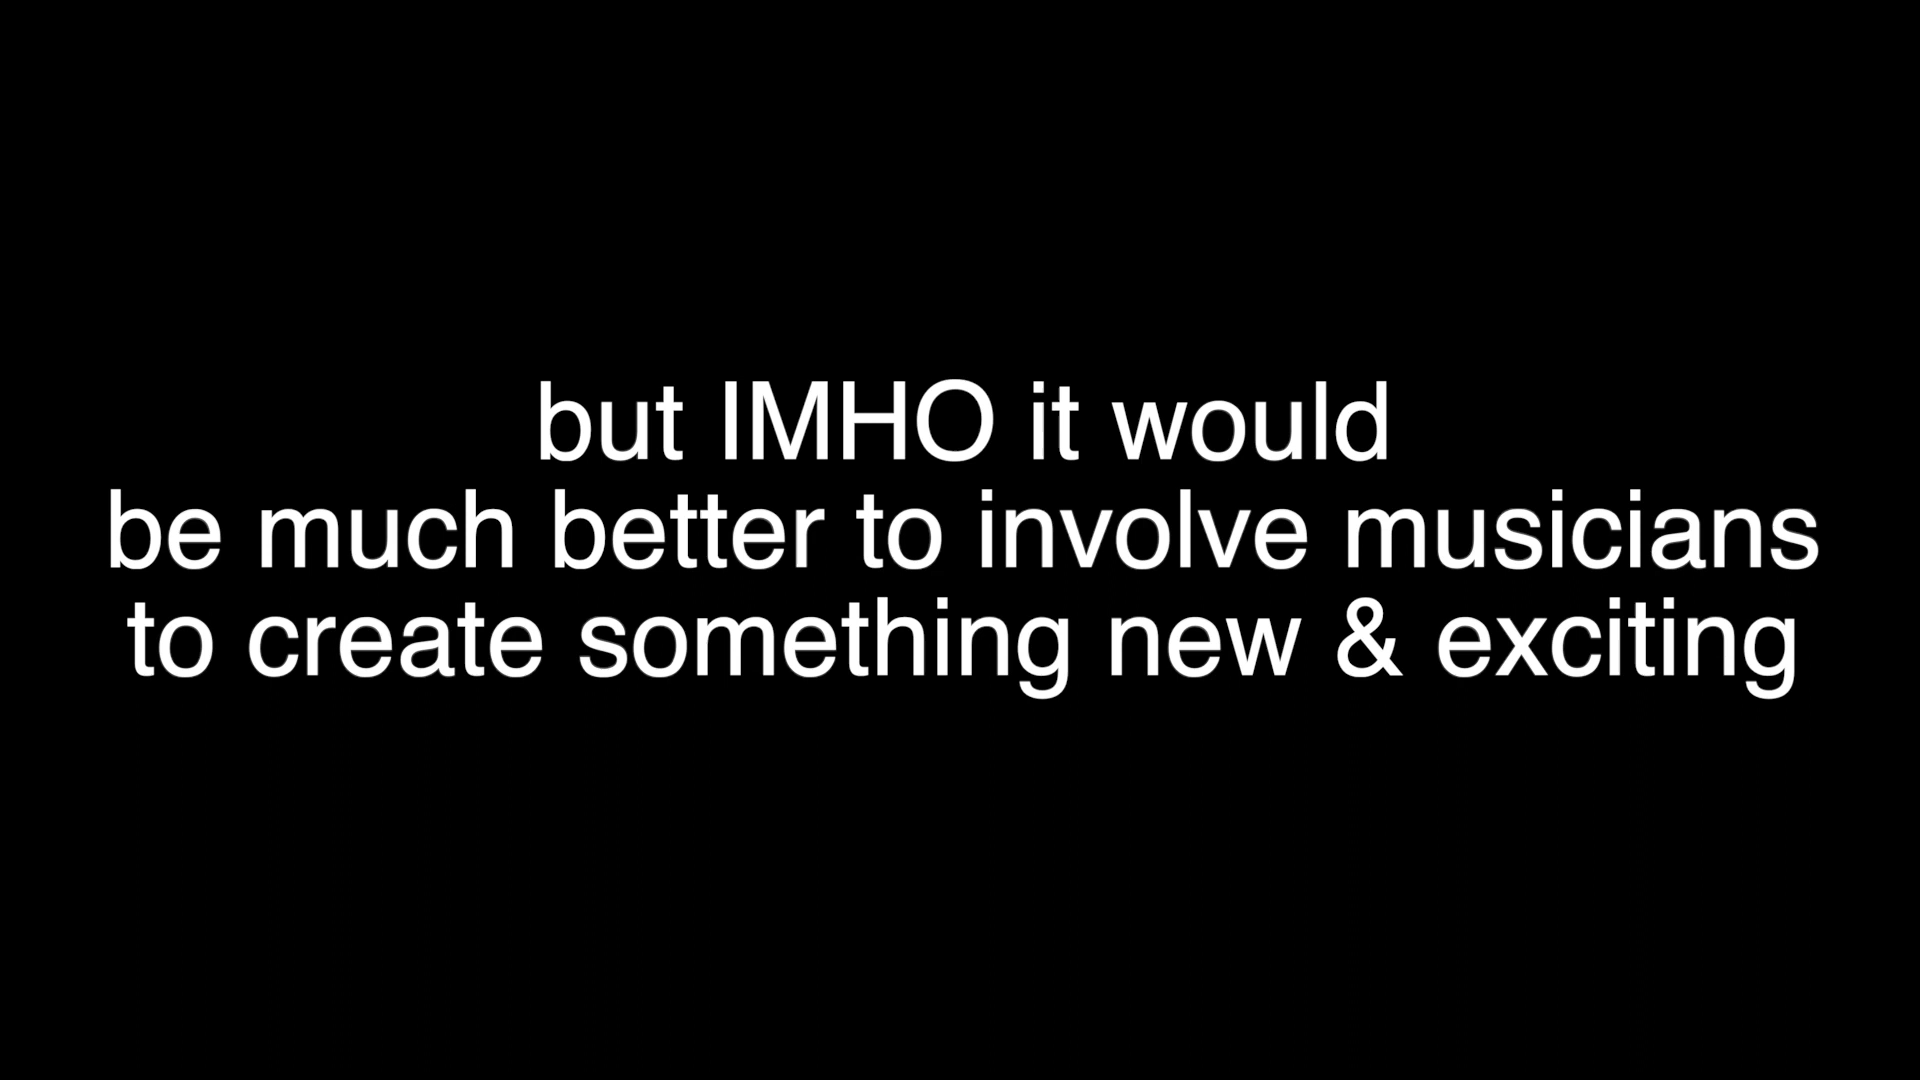 but IMHO it would
be much better to involve musicians
to create something new & exciting